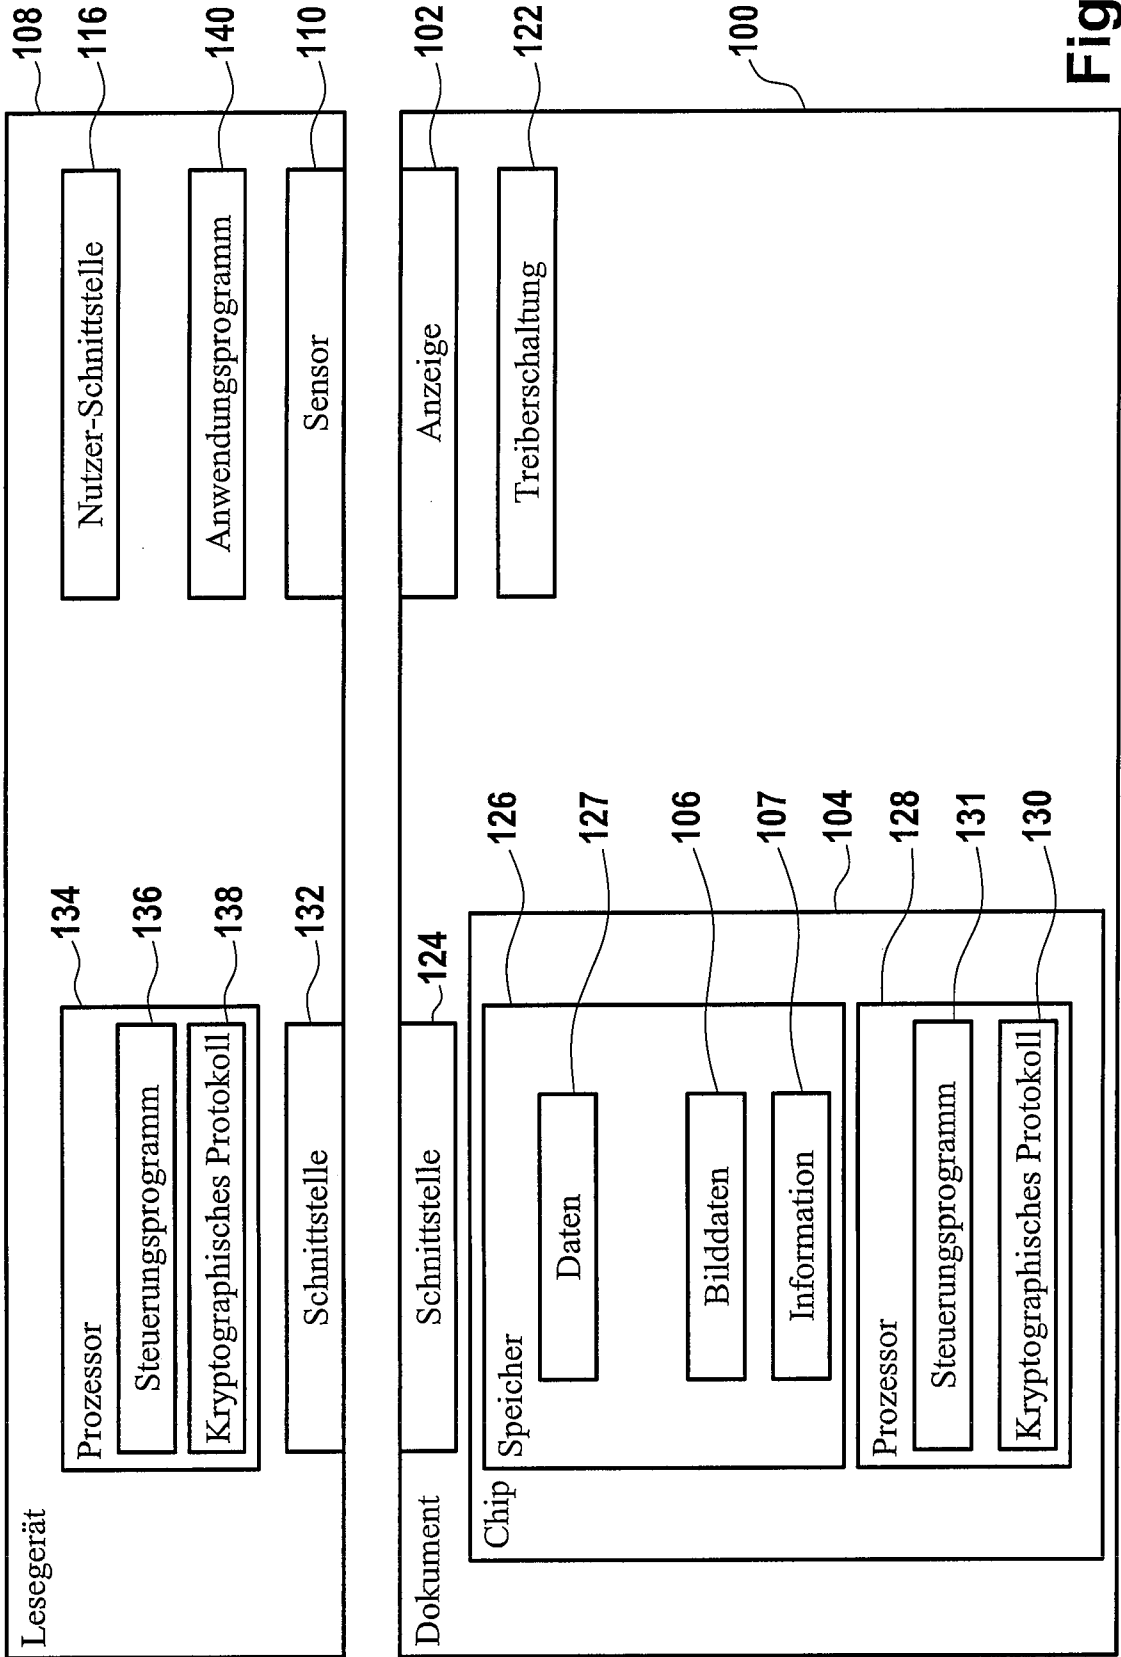 Lesegerät
Prozessor
Steuerungsprogramm
Kryptographisches Protokoll
Schnittstelle
134
136
138
132
Nutzer-Schnittstelle
Anwendungsprogramm
Sensor
108
116
140
110
Dokument
Schnittstelle
124
Anzeige
Treiberschaltung
102
122
100
Chip
Speicher
Daten
Bilddaten
Information
126
127
106
107
104
Prozessor
Steuerungsprogramm
Kryptographisches Protokoll
128
131
130
Fig